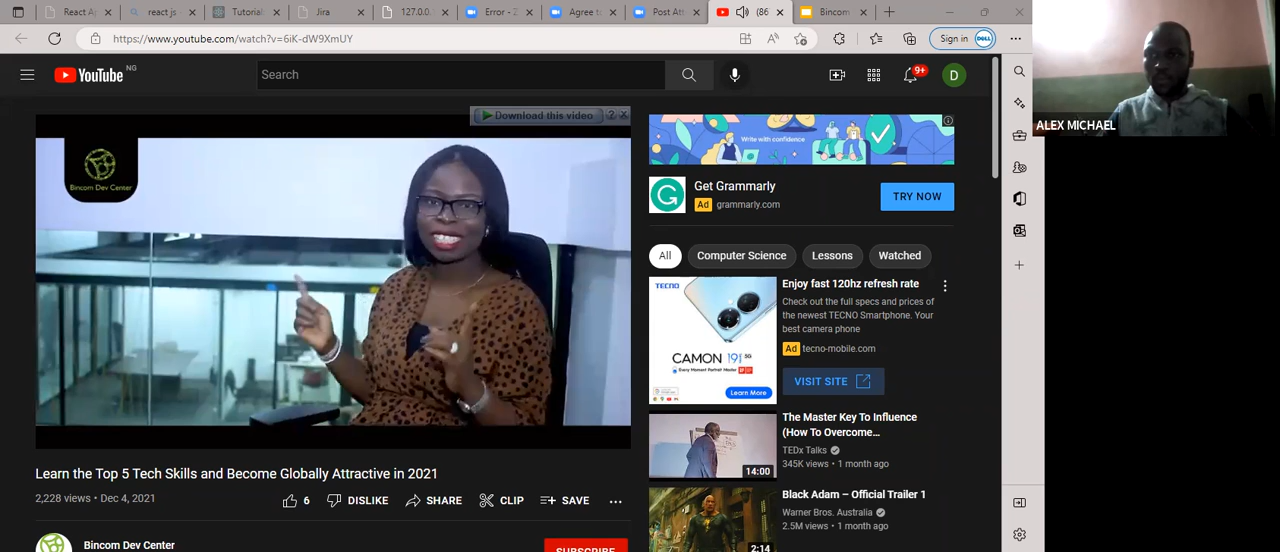 React Ap
react js
Tutorial:
Jira
127.0.0.
Error - Z
Agree to
Post Att
(86
Bincom
https://www.youtube.com/watch?v=6iK-dW9XmUY
Sign in
DELL
YouTube NG
Search
9+
D
ALEX MICHAEL
Download this video ? X
Bincom Dev Center
Write with confidence
Get Grammarly
Ad grammarly.com
TRY NOW
All
Computer Science
Lessons
Watched
TECNO
CAMON 19 5G
Learn More
Enjoy fast 120hz refresh rate
Check out the full specs and prices of
the newest TECNO Smartphone. Your
best camera phone
Ad tecno-mobile.com
VISIT SITE
14:00
The Master Key To Influence
(How To Overcome...
TEDx Talks
345K views • 1 month ago
2:14
Black Adam – Official Trailer 1
Warner Bros. Australia
2.5M views • 1 month ago
Learn the Top 5 Tech Skills and Become Globally Attractive in 2021
2,228 views • Dec 4, 2021
6
DISLIKE
SHARE
CLIP
SAVE
Bincom Dev Center
SUBSCRIBE